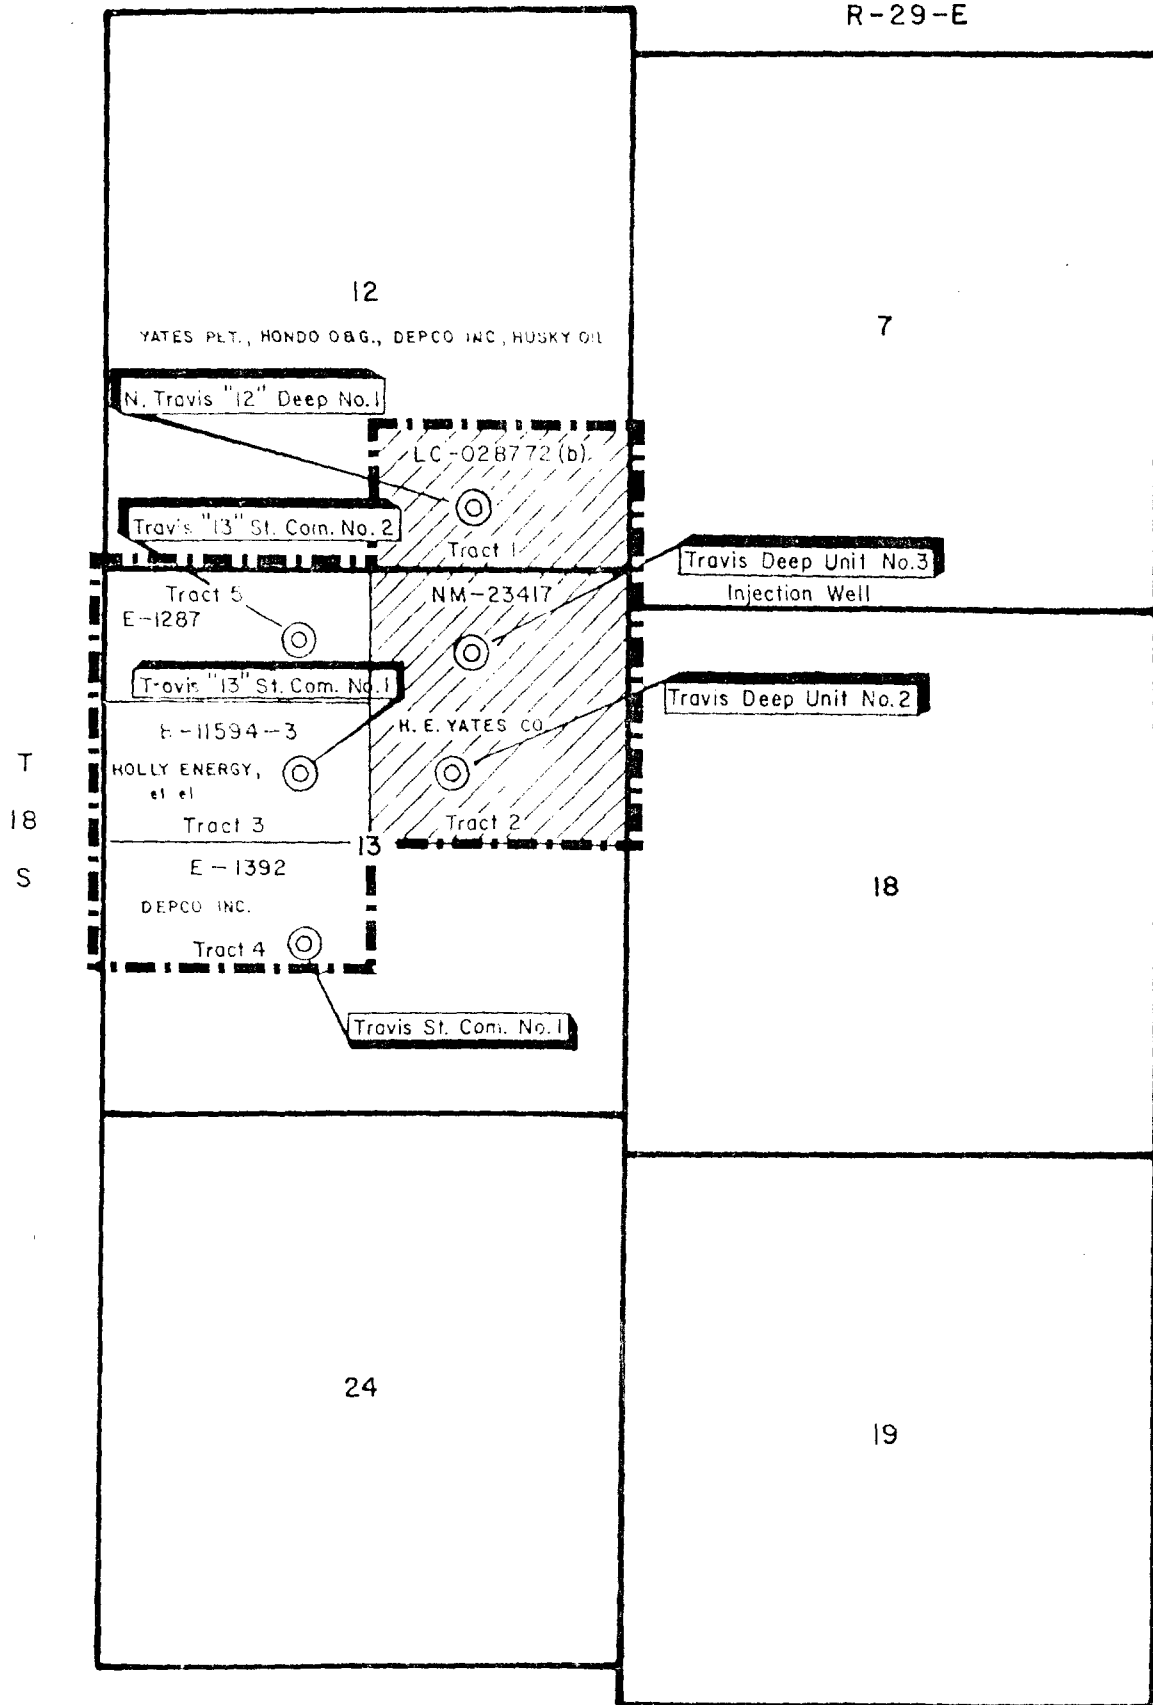 R-29-E
12
7
YATES PET., HONDO O&G., DEPCO INC, HUSKY OIL
N. Travis "12" Deep No.1
LC-028772(b)
Travis "13" St. Com. No. 2
Tract 1
Travis Deep Unit No.3
Injection Well
Tract 5
E-1287
NM-23417
Travis "13" St. Com. No.1
Travis Deep Unit No.2
-11594-3
H. E. YATES CO
HOLLY ENERGY,
et el
Tract 3
Tract 2
T
18
S
13
E-1392
DEPCO INC.
Tract 4
18
Travis St. Com. No.1
24
19